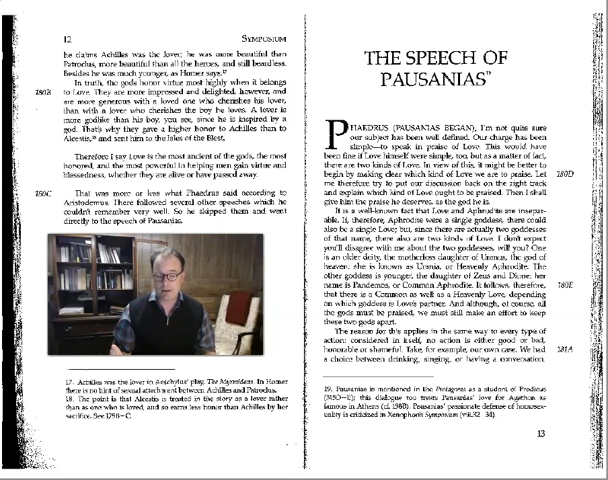 12 SYMPOSIUM
he claims Achilles was the lover; he was more beautiful than
Patroclus, more beautiful than all the heroes, and still beardless.
Besides he was much younger, as Homer says.17
In truth, the gods honor virtue most highly when it belongs
180B to Love. They are more impressed and delighted, however, and
are more generous with a loved one who cherishes his lover,
than with a lover who cherishes the boy he loves. A lover is
more godlike than his boy, you see, since he is inspired by a
god. That's why they gave a higher honor to Achilles than to
Alcestis,18 and sent him to the Isles of the Blest.
Therefore I say Love is the most ancient of the gods, the most
honored, and the most powerful in helping men gain virtue and
blessedness, whether they are alive or have passed away.
180C That was more or less what Phaedrus said according to
Aristodemus. There followed several other speeches which he
couldn't remember very well. So he skipped them and went
directly to the speech of Pausanias.
17. Achilles was the lover in Aeschylus' play, The Myrmidons. In Homer
there is no hint of sexual attachment between Achilles and Patroclus.
18. The point is that Alcestis is treated in the story as a lover rather
than as one who is loved, and so earns less honor than Achilles by her
sacrifice. See 179B–C.
THE SPEECH OF
PAUSANIAS19
PHAEDRUS (PAUSANIAS BEGAN), I'm not quite sure
our subject has been well defined. Our charge has been
simple—to speak in praise of Love. This would have
been fine if Love himself were simple, too, but as a matter of fact,
there are two kinds of Love. In view of this, it might be better to 180D
begin by making clear which kind of Love we are to praise. Let
me therefore try to put our discussion back on the right track
and explain which kind of Love ought to be praised. Then I shall
give him the praise he deserves, as the god he is.
It is a well-known fact that Love and Aphrodite are insepar-
able. If, therefore, Aphrodite were a single goddess, there could
also be a single Love; but, since there are actually two goddesses
of that name, there also are two kinds of Love. I don't expect
you'll disagree with me about the two goddesses, will you? One
is an older deity, the motherless daughter of Uranus, the god of
heaven: she is known as Urania, or Heavenly Aphrodite. The
other goddess is younger, the daughter of Zeus and Dione: her
name is Pandemos, or Common Aphrodite. It follows, therefore, 180E
that there is a Common as well as a Heavenly Love, depending
on which goddess is Love's partner. And although, of course, all
the gods must be praised, we must still make an effort to keep
these two gods apart.
The reason for this applies in the same way to every type of
action: considered in itself, no action is either good or bad,
honorable or shameful. Take, for example, our own case. We had 181A
a choice between drinking, singing, or having a conversation.
19. Pausanias is mentioned in the Protagoras as a student of Prodicus
(315D–E); this dialogue too treats Pausanias' love for Agathon as
famous in Athens (cf. 193B). Pausanias' passionate defense of homosex-
uality is criticized in Xenophon's Symposium (viii.32–34).
13